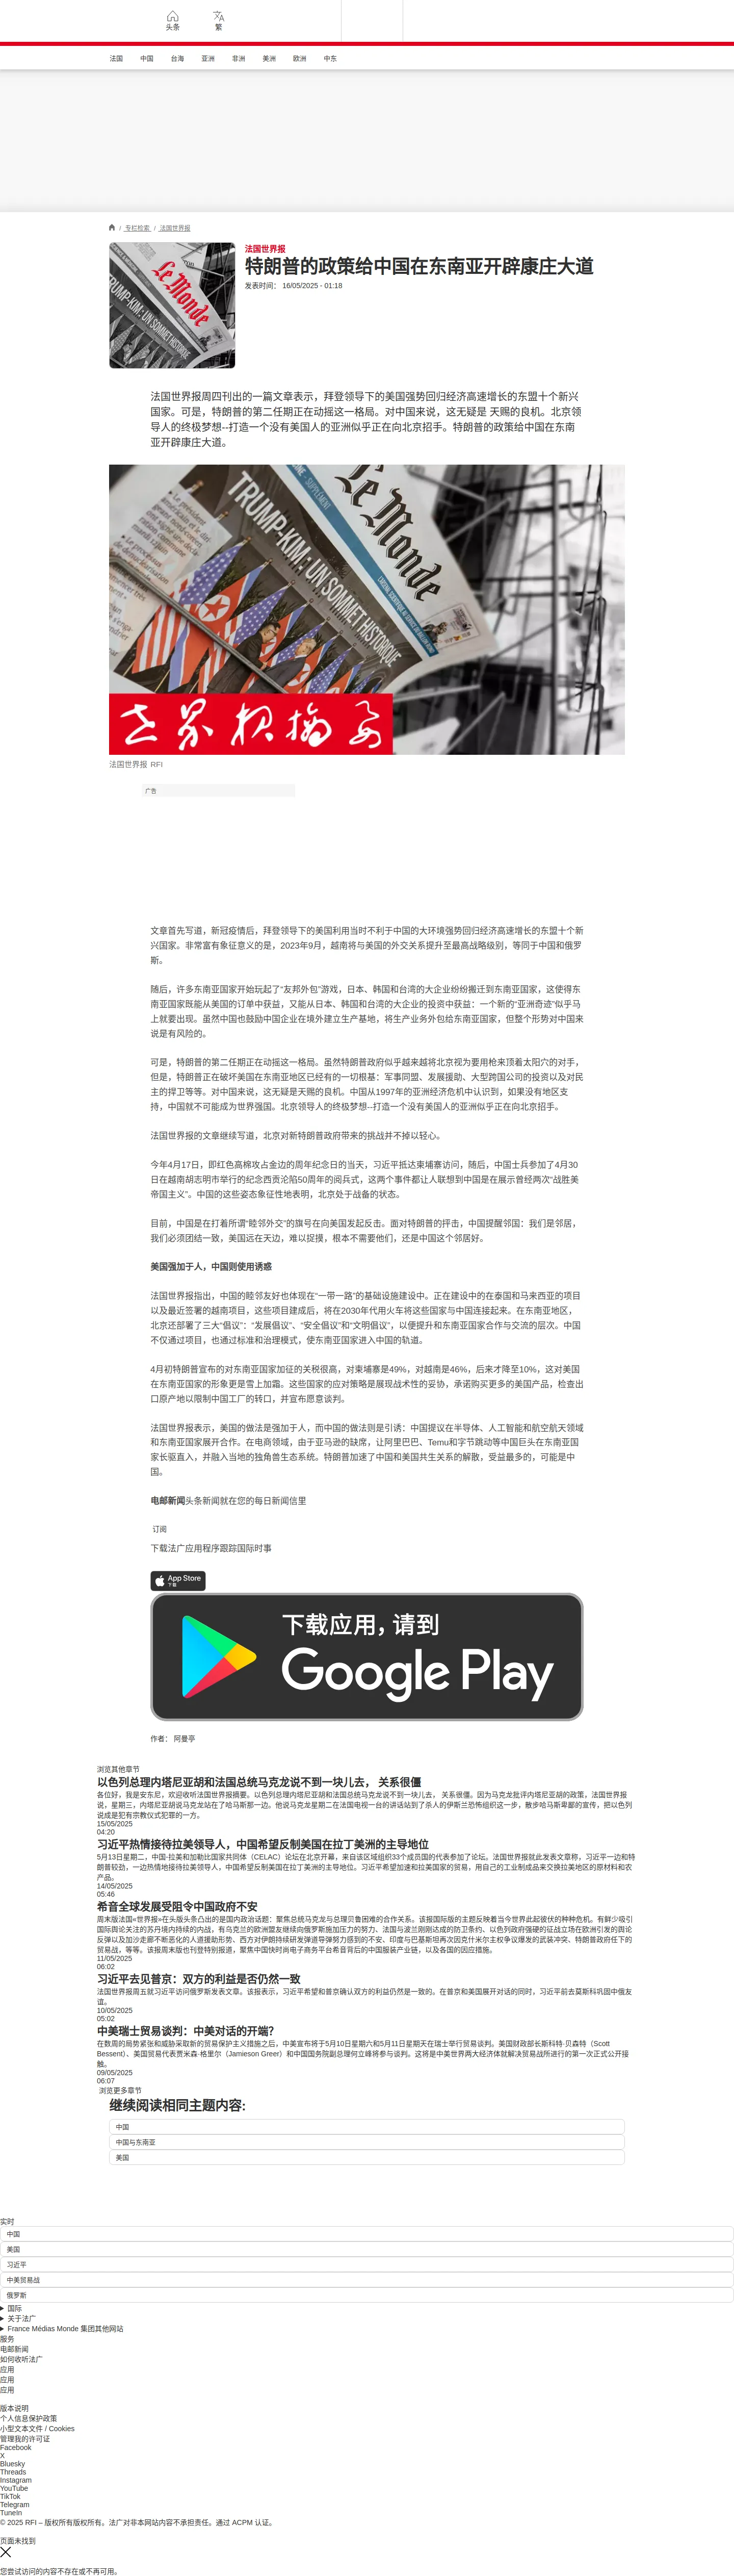 头条
繁
法国 中国 台海 亚洲 非洲 美洲 欧洲 中东
/ 专栏检索 / 法国世界报
法国世界报
特朗普的政策给中国在东南亚开辟康庄大道
发表时间： 16/05/2025 - 01:18
Le Monde
TRUMP-KIM : UN SOMMET HISTORIQUE
法国世界报周四刊出的一篇文章表示，拜登领导下的美国强势回归经济高速增长的东盟十个新兴
国家。可是，特朗普的第二任期正在动摇这一格局。对中国来说，这无疑是 天赐的良机。北京领
导人的终极梦想--打造一个没有美国人的亚洲似乎正在向北京招手。特朗普的政策给中国在东南
亚开辟康庄大道。
Le Monde
TRUMP-KIM : UN SOMMET HISTORIQUE
世界报摘要
法国世界报 RFI
广告
文章首先写道，新冠疫情后，拜登领导下的美国利用当时不利于中国的大环境强势回归经济高速增长的东盟十个新
兴国家。非常富有象征意义的是，2023年9月，越南将与美国的外交关系提升至最高战略级别，等同于中国和俄罗
斯。
随后，许多东南亚国家开始玩起了“友邦外包”游戏，日本、韩国和台湾的大企业纷纷搬迁到东南亚国家，这使得东
南亚国家既能从美国的订单中获益，又能从日本、韩国和台湾的大企业的投资中获益：一个新的“亚洲奇迹”似乎马
上就要出现。虽然中国也鼓励中国企业在境外建立生产基地，将生产业务外包给东南亚国家，但整个形势对中国来
说是有风险的。
可是，特朗普的第二任期正在动摇这一格局。虽然特朗普政府似乎越来越将北京视为要用枪来顶着太阳穴的对手，
但是，特朗普正在破坏美国在东南亚地区已经有的一切根基：军事同盟、发展援助、大型跨国公司的投资以及对民
主的捍卫等等。对中国来说，这无疑是天赐的良机。中国从1997年的亚洲经济危机中认识到，如果没有地区支
持，中国就不可能成为世界强国。北京领导人的终极梦想--打造一个没有美国人的亚洲似乎正在向北京招手。
法国世界报的文章继续写道，北京对新特朗普政府带来的挑战并不掉以轻心。
今年4月17日，即红色高棉攻占金边的周年纪念日的当天，习近平抵达柬埔寨访问，随后，中国士兵参加了4月30
日在越南胡志明市举行的纪念西贡沦陷50周年的阅兵式，这两个事件都让人联想到中国是在展示曾经两次“战胜美
帝国主义”。中国的这些姿态象征性地表明，北京处于战备的状态。
目前，中国是在打着所谓“睦邻外交”的旗号在向美国发起反击。面对特朗普的抨击，中国提醒邻国：我们是邻居，
我们必须团结一致，美国远在天边，难以捉摸，根本不需要他们，还是中国这个邻居好。
美国强加于人，中国则使用诱惑
法国世界报指出，中国的睦邻友好也体现在“一带一路”的基础设施建设中。正在建设中的在泰国和马来西亚的项目
以及最近签署的越南项目，这些项目建成后，将在2030年代用火车将这些国家与中国连接起来。在东南亚地区，
北京还部署了三大“倡议”：“发展倡议”、“安全倡议”和“文明倡议”，以便提升和东南亚国家合作与交流的层次。中国
不仅通过项目，也通过标准和治理模式，使东南亚国家进入中国的轨道。
4月初特朗普宣布的对东南亚国家加征的关税很高，对柬埔寨是49%，对越南是46%，后来才降至10%，这对美国
在东南亚国家的形象更是雪上加霜。这些国家的应对策略是展现战术性的妥协，承诺购买更多的美国产品，检查出
口原产地以限制中国工厂的转口，并宣布愿意谈判。
法国世界报表示，美国的做法是强加于人，而中国的做法则是引诱：中国提议在半导体、人工智能和航空航天领域
和东南亚国家展开合作。在电商领域，由于亚马逊的缺席，让阿里巴巴、Temu和字节跳动等中国巨头在东南亚国
家长驱直入，并融入当地的独角兽生态系统。特朗普加速了中国和美国共生关系的解散，受益最多的，可能是中
国。
电邮新闻头条新闻就在您的每日新闻信里
订阅
下载法广应用程序跟踪国际时事
App Store
下载
下载应用，请到
Google Play
作者： 阿曼亭
浏览其他章节
以色列总理内塔尼亚胡和法国总统马克龙说不到一块儿去， 关系很僵
各位好，我是安东尼，欢迎收听法国世界报摘要。以色列总理内塔尼亚胡和法国总统马克龙说不到一块儿去， 关系很僵。因为马克龙批评内塔尼亚胡的政策，法国世界报
说，星期三，内塔尼亚胡说马克龙站在了哈马斯那一边。他说马克龙星期二在法国电视一台的讲话站到了杀人的伊斯兰恐怖组织这一步，散步哈马斯卑鄙的宣传，把以色列
说成是犯有宗教仪式犯罪的一方。
15/05/2025
04:20
习近平热情接待拉美领导人，中国希望反制美国在拉丁美洲的主导地位
5月13日星期二，中国-拉美和加勒比国家共同体（CELAC）论坛在北京开幕，来自该区域组织33个成员国的代表参加了论坛。法国世界报就此发表文章称，习近平一边和特
朗普较劲，一边热情地接待拉美领导人，中国希望反制美国在拉丁美洲的主导地位。习近平希望加速和拉美国家的贸易，用自己的工业制成品来交换拉美地区的原材料和农
产品。
14/05/2025
05:46
希音全球发展受阻令中国政府不安
周末版法国«世界报»在头版头条凸出的是国内政治话题：聚焦总统马克龙与总理贝鲁困难的合作关系。该报国际版的主题反映着当今世界此起彼伏的种种危机。有鲜少吸引
国际舆论关注的苏丹境内持续的内战，有乌克兰的欧洲盟友继续向俄罗斯施加压力的努力、法国与波兰刚刚达成的防卫条约、以色列政府强硬的征战立场在欧洲引发的舆论
反弹以及加沙走廊不断恶化的人道援助形势、西方对伊朗持续研发弹道导弹努力感到的不安、印度与巴基斯坦再次因克什米尔主权争议爆发的武装冲突、特朗普政府任下的
贸易战，等等。该报周末版也刊登特别报道，聚焦中国快时尚电子商务平台希音背后的中国服装产业链，以及各国的因应措施。
11/05/2025
06:02
习近平去见普京：双方的利益是否仍然一致
法国世界报周五就习近平访问俄罗斯发表文章。该报表示，习近平希望和普京确认双方的利益仍然是一致的。在普京和美国展开对话的同时，习近平前去莫斯科巩固中俄友
谊。
10/05/2025
05:02
中美瑞士贸易谈判：中美对话的开端？
在数周的局势紧张和威胁采取新的贸易保护主义措施之后，中美宣布将于5月10日星期六和5月11日星期天在瑞士举行贸易谈判。美国财政部长斯科特·贝森特（Scott
Bessent）、美国贸易代表贾米森·格里尔（Jamieson Greer）和中国国务院副总理何立峰将参与谈判。这将是中美世界两大经济体就解决贸易战所进行的第一次正式公开接
触。
09/05/2025
06:07
浏览更多章节
继续阅读相同主题内容:
中国
中国与东南亚
美国
实时
中国
美国
习近平
中美贸易战
俄罗斯
国际
关于法广
France Médias Monde 集团其他网站
服务
电邮新闻
如何收听法广
应用
应用
应用
版本说明
个人信息保护政策
小型文本文件 / Cookies
管理我的许可证
Facebook
X
Bluesky
Threads
Instagram
YouTube
TikTok
Telegram
TuneIn
© 2025 RFI – 版权所有版权所有。法广对非本网站内容不承担责任。通过 ACPM 认证。
页面未找到
您尝试访问的内容不存在或不再可用。